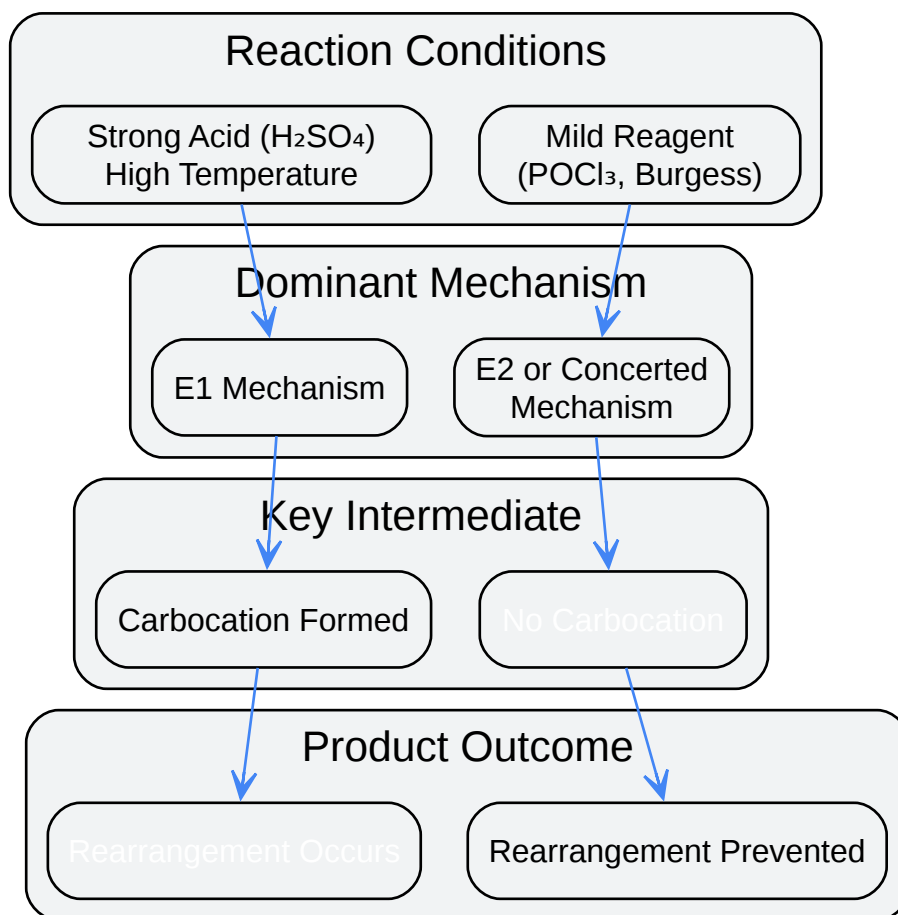 Reaction Conditions
Strong Acid (H₂SO₄)
High Temperature
Mild Reagent
(POCl₃, Burgess)
Dominant Mechanism
E1 Mechanism
E2 or Concerted
Mechanism
Key Intermediate
Carbocation Formed
No Carbocation
Product Outcome
Rearrangement Occurs
Rearrangement Prevented